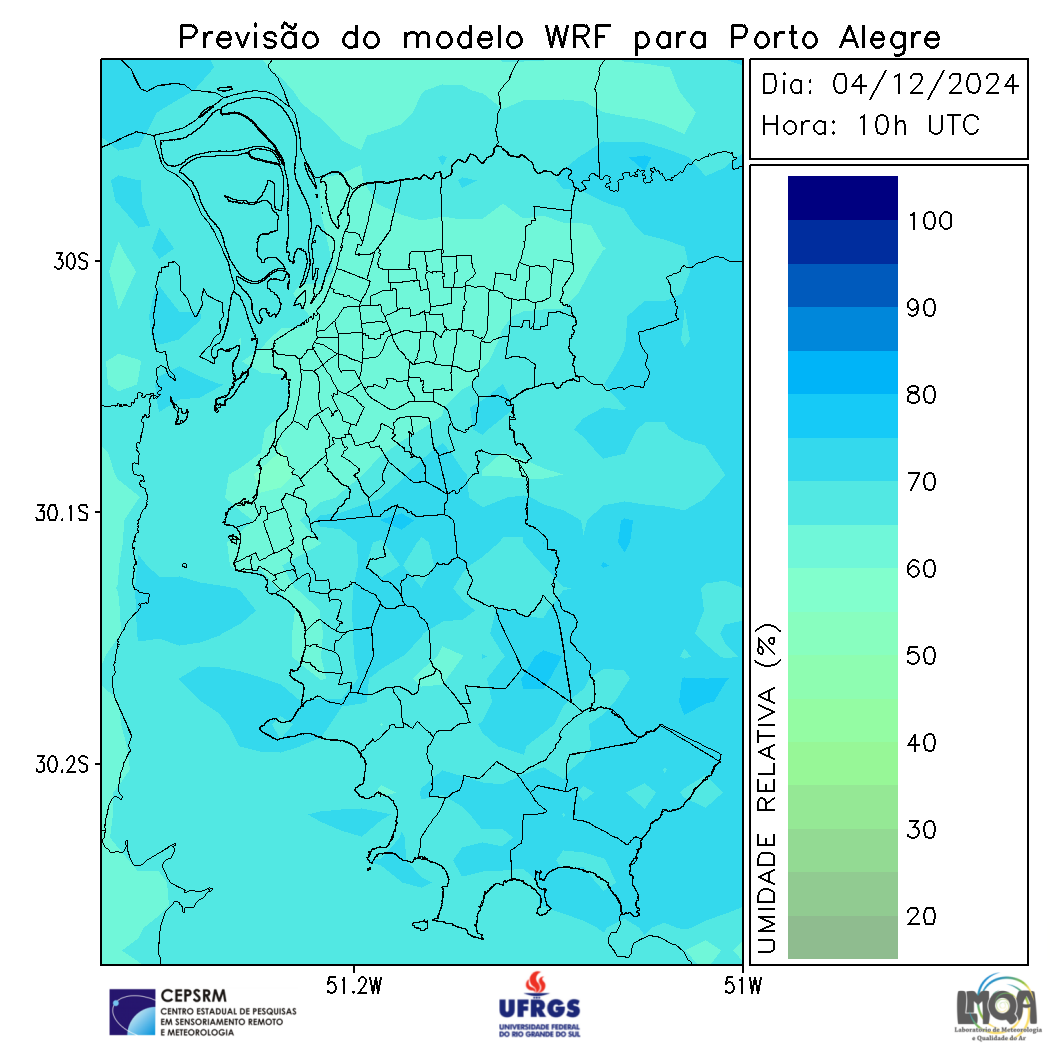 Previsão do modelo WRF para Porto Alegre
Dia: 04/12/2024
Hora: 10h UTC
30S
30.1S
30.2S
51.2W
51W
UMIDADE RELATIVA (%)
100
90
80
70
60
50
40
30
20
CEPSRM
CENTRO ESTADUAL DE PESQUISAS
EM SENSORIAMENTO REMOTO
E METEOROLOGIA
UFRGS
UNIVERSIDADE FEDERAL
DO RIO GRANDE DO SUL
LMQA
Laboratório de Meteorologia
e Qualidade do Ar